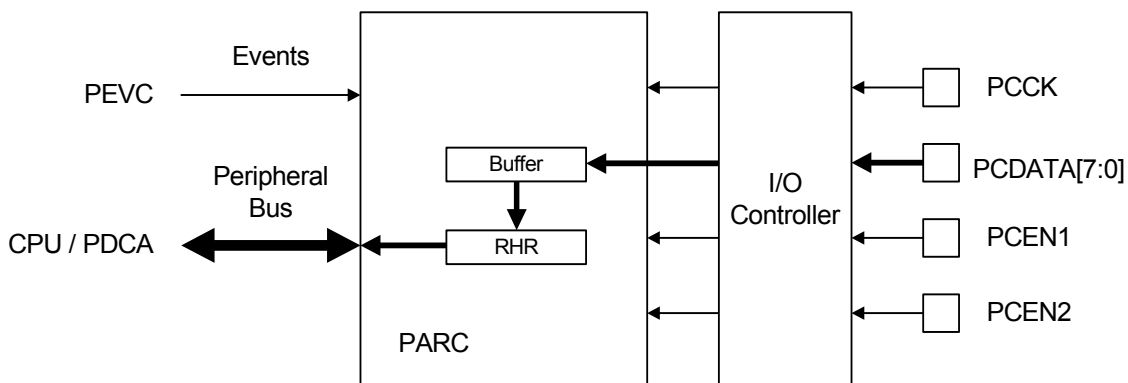 Events
PEVC
PCCK
Buffer
PCDATA[7:0]
Peripheral
Bus
I/O
Controller
CPU / PDCA
RHR
PCEN1
PCEN2
PARC